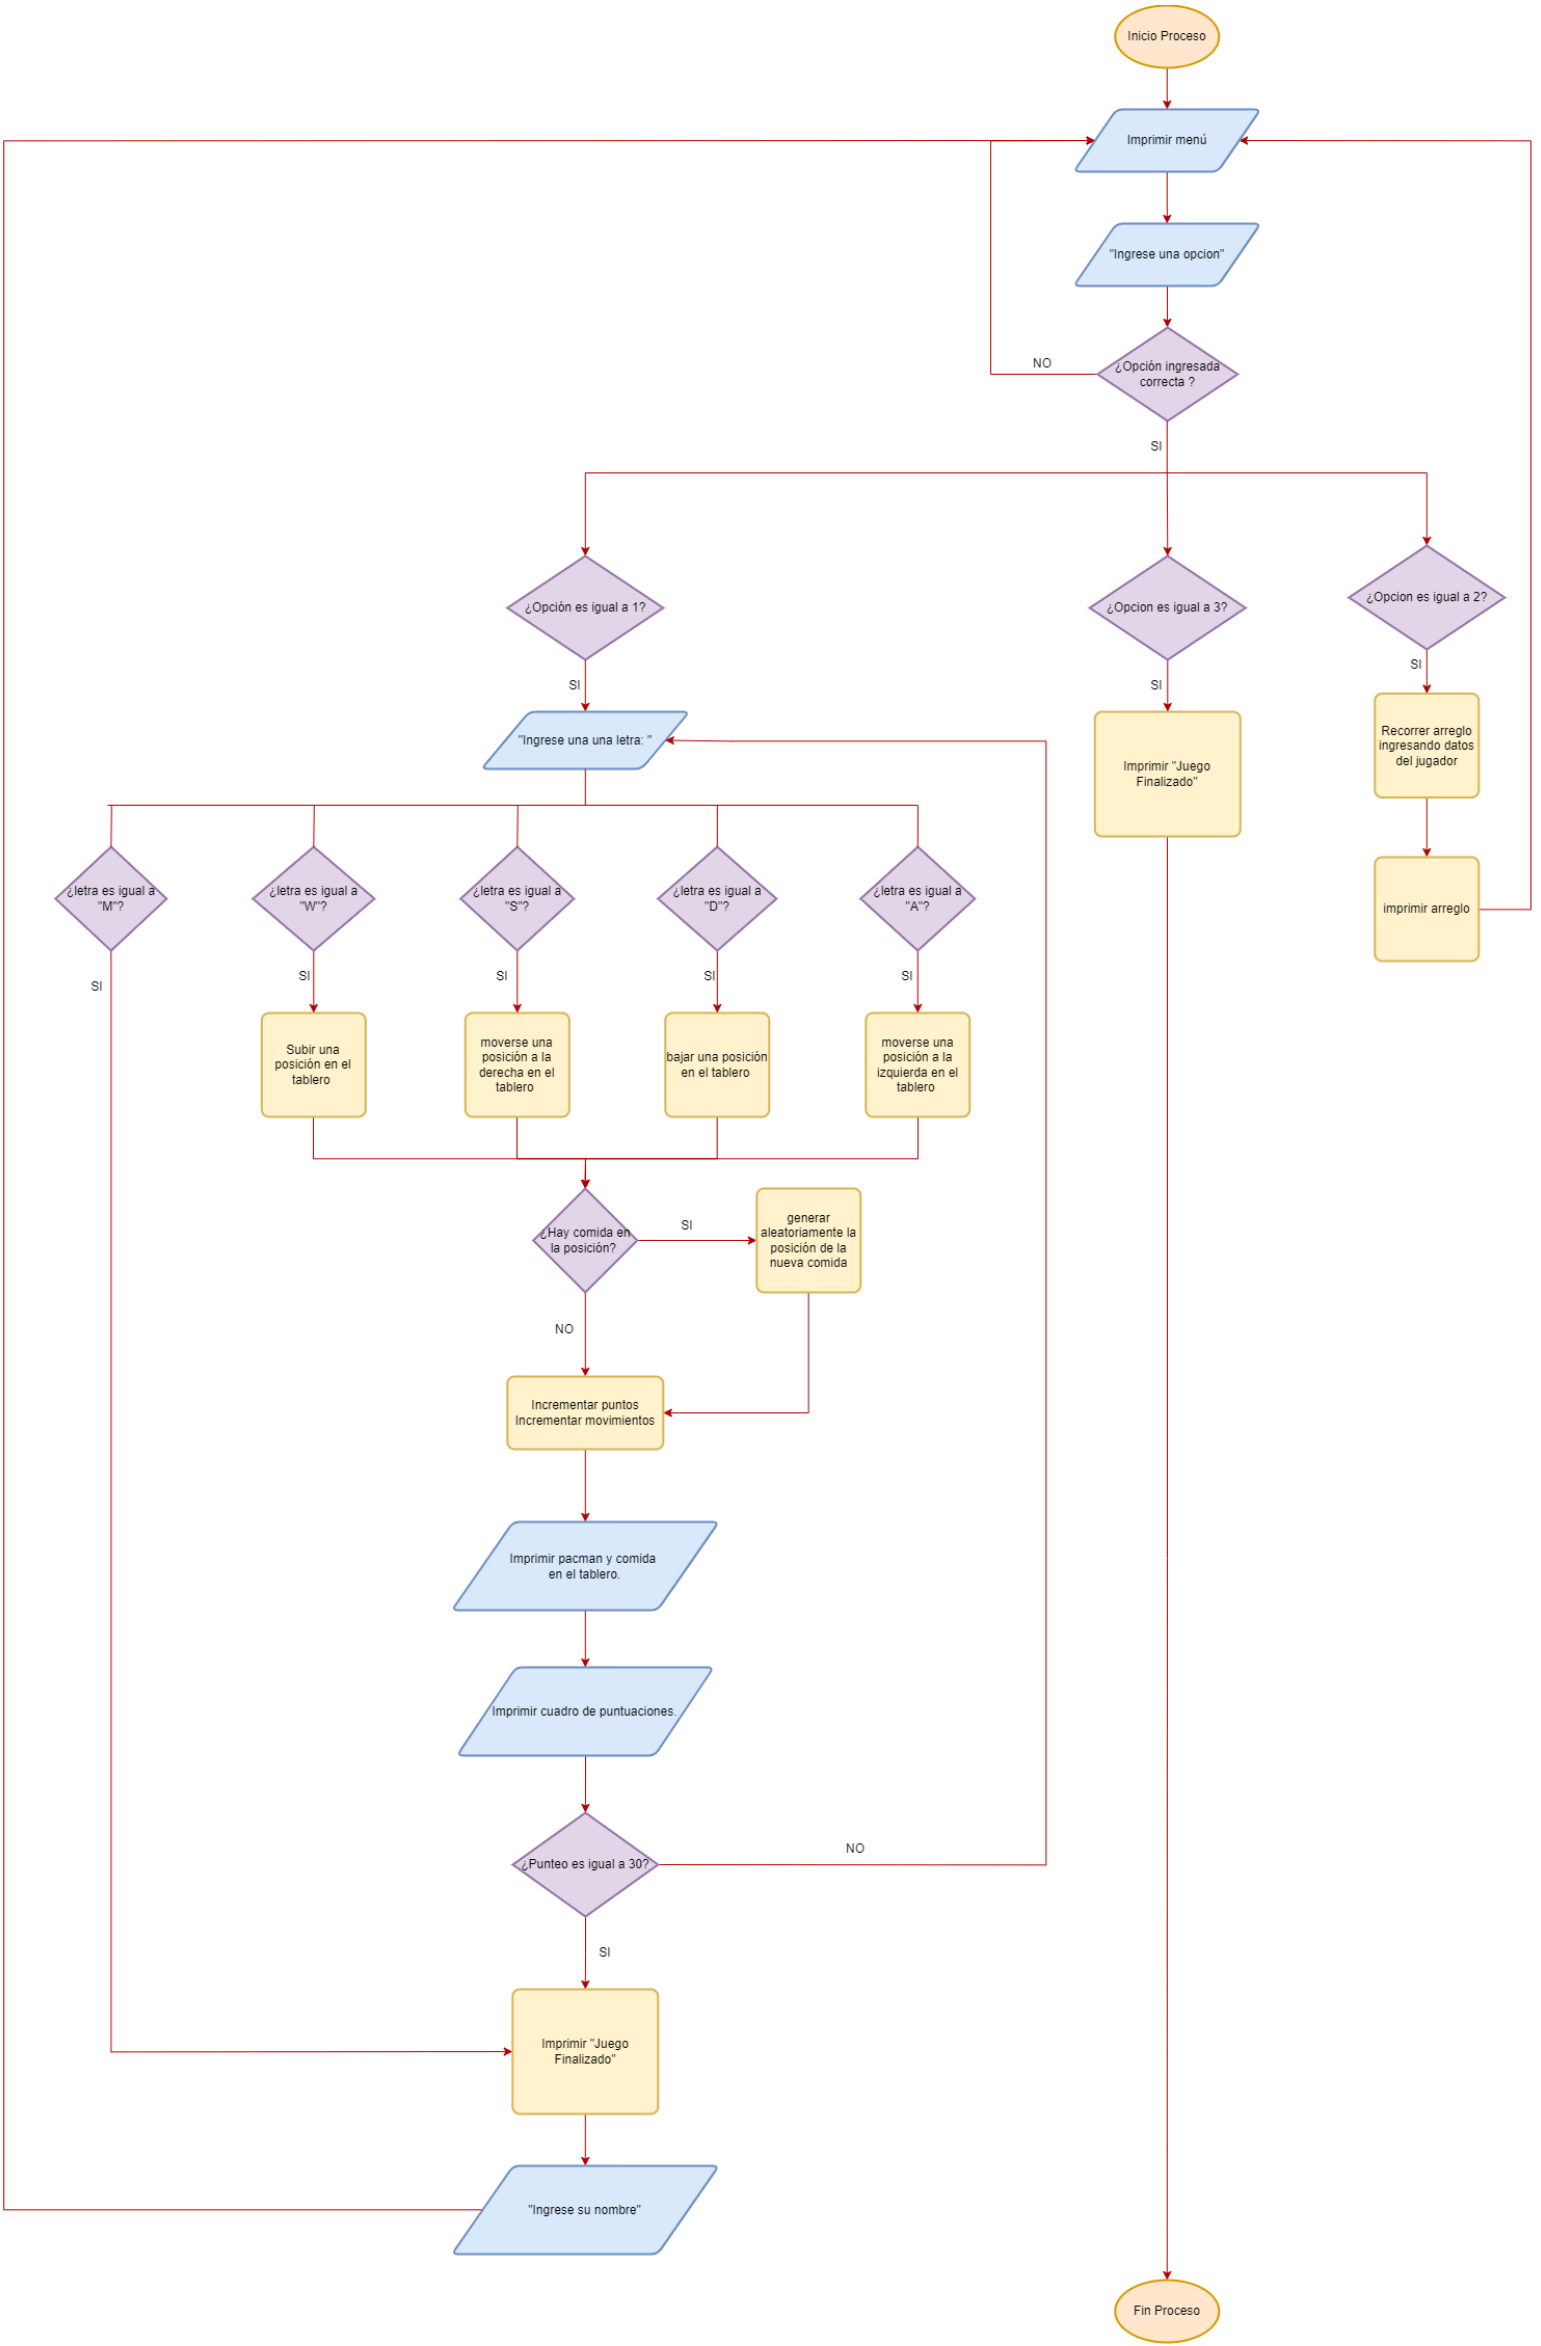 Inicio Proceso
Imprimir menú
"Ingrese una opcion"
¿Opción ingresada
correcta ?
NO
SI
¿Opción es igual a 1?
¿Opcion es igual a 3?
¿Opcion es igual a 2?
SI
SI
SI
"Ingrese una una letra: "
Imprimir "Juego
Finalizado"
Recorrer arreglo
ingresando datos
del jugador
imprimir arreglo
¿letra es igual a
"M"?
¿letra es igual a
"W"?
¿letra es igual a
"S"?
¿letra es igual a
"D"?
¿letra es igual a
"A"?
SI
SI
SI
SI
SI
Subir una
posición en el
tablero
moverse una
posición a la
derecha en el
tablero
bajar una posición
en el tablero
moverse una
posición a la
izquierda en el
tablero
¿Hay comida en
la posición?
SI
generar
aleatoriamente la
posición de la
nueva comida
NO
Incrementar puntos
Incrementar movimientos
Imprimir pacman y comida
en el tablero.
Imprimir cuadro de puntuaciones.
¿Punteo es igual a 30?
NO
SI
Imprimir "Juego
Finalizado"
"Ingrese su nombre"
Fin Proceso